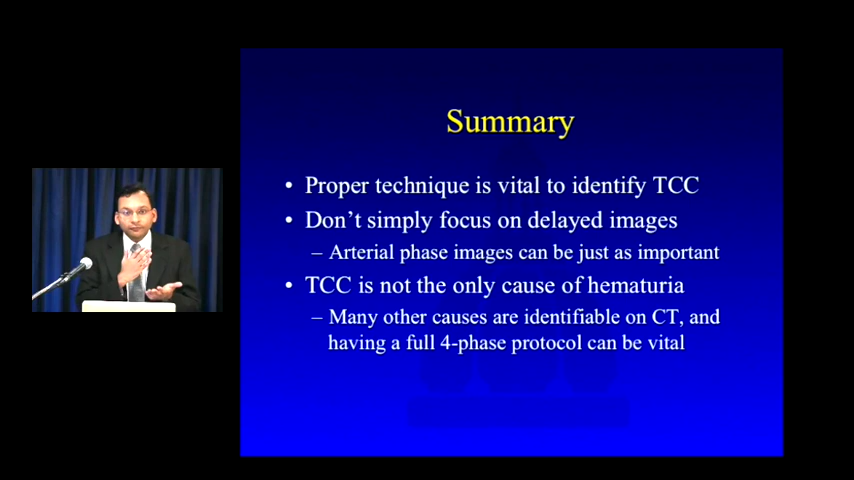 Summary
• Proper technique is vital to identify TCC
• Don't simply focus on delayed images
– Arterial phase images can be just as important
• TCC is not the only cause of hematuria
– Many other causes are identifiable on CT, and
having a full 4-phase protocol can be vital